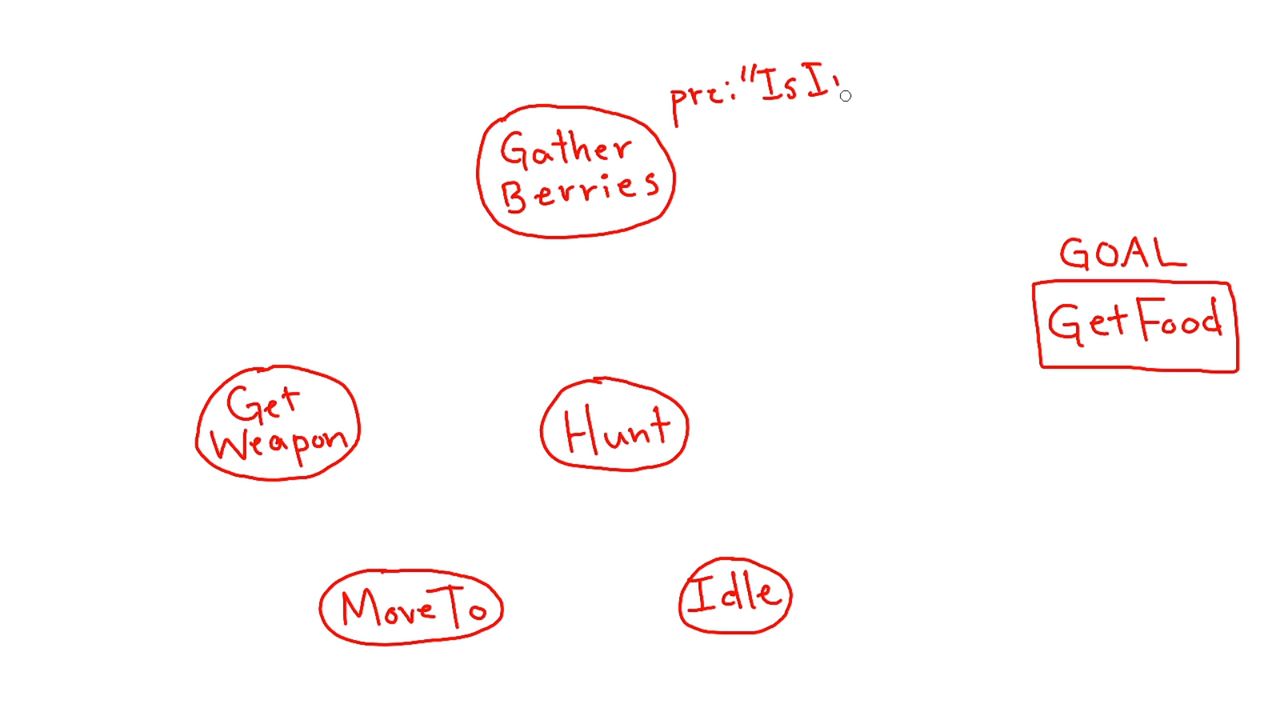 pre: "IsI
Gather
Berries
GOAL
GetFood
Get
Weapon
Hunt
MoveTo
Idle